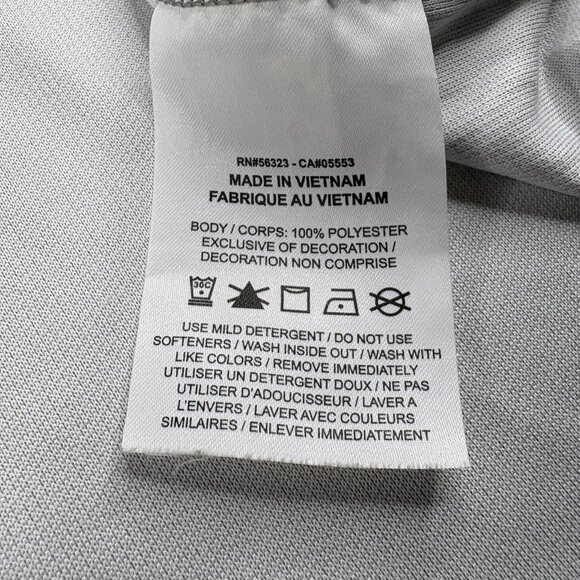 RN#56323 - CA#05553
MADE IN VIETNAM
FABRIQUE AU VIETNAM
BODY / CORPS: 100% POLYESTER
EXCLUSIVE OF DECORATION /
DECORATION NON COMPRISE
30C
USE MILD DETERGENT / DO NOT USE
SOFTENERS / WASH INSIDE OUT / WASH WITH
LIKE COLORS / REMOVE IMMEDIATELY
UTILISER UN DETERGENT DOUX / NE PAS
UTILISER D'ADOUCISSEUR / LAVER A
L'ENVERS / LAVER AVEC COULEURS
SIMILAIRES / ENLEVER IMMEDIATEMENT